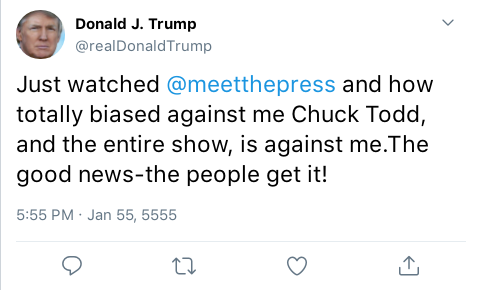 Donald J. Trump
@realDonaldTrump
Just watched @meetthepress and how
totally biased against me Chuck Todd,
and the entire show, is against me.The
good news-the people get it!
5:55 PM · Jan 55, 5555